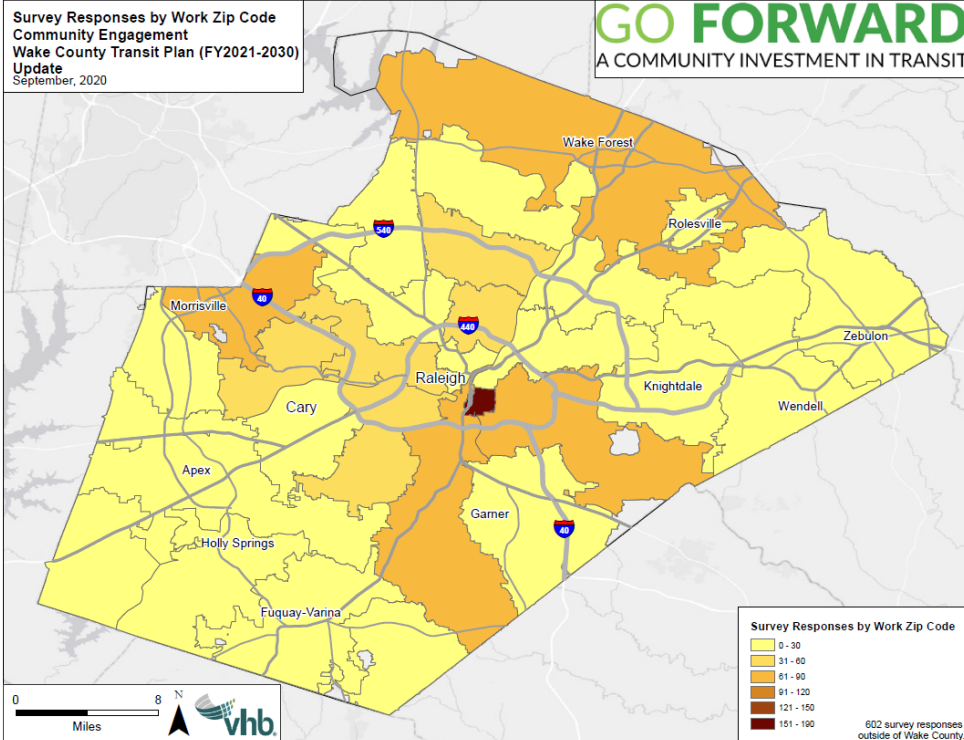 Survey Responses by Work Zip Code
Community Engagement
Wake County Transit Plan (FY2021-2030)
Update
September, 2020
GO FORWARD
A COMMUNITY INVESTMENT IN TRANSIT
Wake Forest
Rolesville
540
40
Morrisville
440
Zebulon
Raleigh
Knightdale
Cary
Wendell
Apex
Garner
40
Holly Springs
Fuquay-Varina
Survey Responses by Work Zip Code
0 - 30
31 - 60
61 - 90
91 - 120
121 - 150
151 - 190
602 survey responses
outside of Wake County.
0 8
Miles
N
vhb